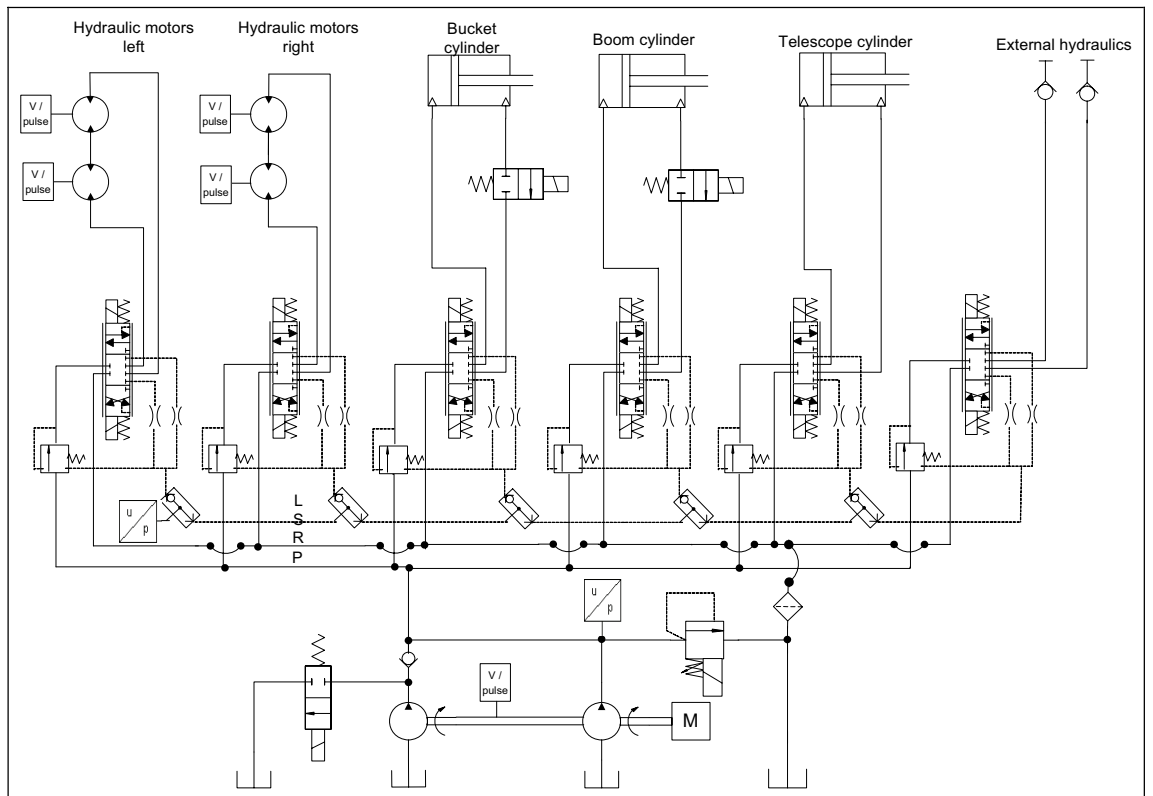 Hydraulic motors
left
Hydraulic motors
right
Bucket
cylinder
Boom cylinder
Telescope cylinder
External hydraulics
V /
pulse
V /
pulse
V /
pulse
V /
pulse
u
p
L
S
R
P
u
p
V /
pulse
M